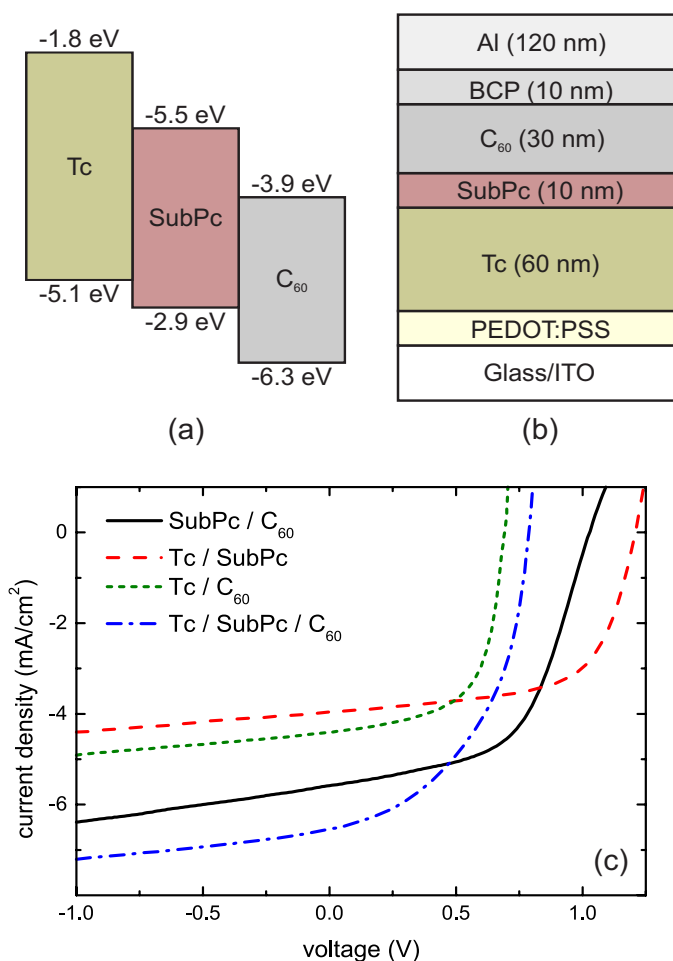 -1.8 eV
-5.5 eV
-3.9 eV
Tc
SubPc
C₆₀
-5.1 eV
-2.9 eV
-6.3 eV
(a)
Al (120 nm)
BCP (10 nm)
C₆₀ (30 nm)
SubPc (10 nm)
Tc (60 nm)
PEDOT:PSS
Glass/ITO
(b)
SubPc / C₆₀
Tc / SubPc
Tc / C₆₀
Tc / SubPc / C₆₀
current density (mA/cm²)
0
-2
-4
-6
(c)
-1.0
-0.5
0.0
0.5
1.0
voltage (V)